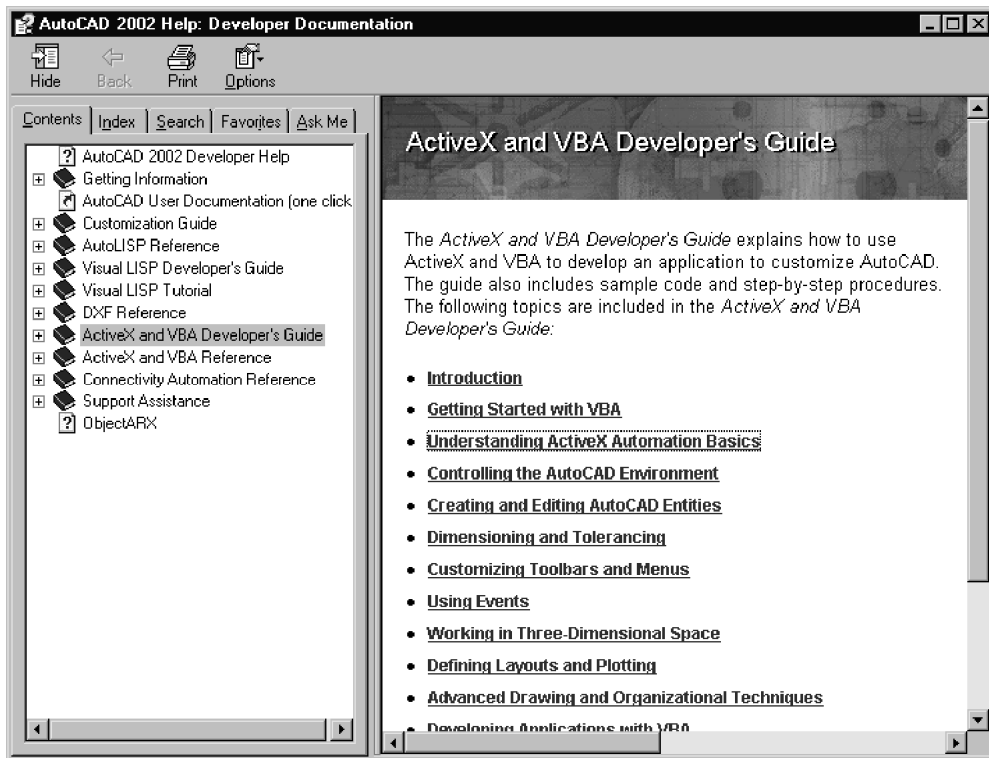 AutoCAD 2002 Help: Developer Documentation
Hide Back Print Options
Contents Index Search Favorites Ask Me
AutoCAD 2002 Developer Help
Getting Information
AutoCAD User Documentation (one click
Customization Guide
AutoLISP Reference
Visual LISP Developer's Guide
Visual LISP Tutorial
DXF Reference
ActiveX and VBA Developer's Guide
ActiveX and VBA Reference
Connectivity Automation Reference
Support Assistance
ObjectARX
ActiveX and VBA Developer's Guide
The ActiveX and VBA Developer's Guide explains how to use
ActiveX and VBA to develop an application to customize AutoCAD.
The guide also includes sample code and step-by-step procedures.
The following topics are included in the ActiveX and VBA
Developer's Guide:
• Introduction
• Getting Started with VBA
• Understanding ActiveX Automation Basics
• Controlling the AutoCAD Environment
• Creating and Editing AutoCAD Entities
• Dimensioning and Tolerancing
• Customizing Toolbars and Menus
• Using Events
• Working in Three-Dimensional Space
• Defining Layouts and Plotting
• Advanced Drawing and Organizational Techniques
• Developing Applications with VBA